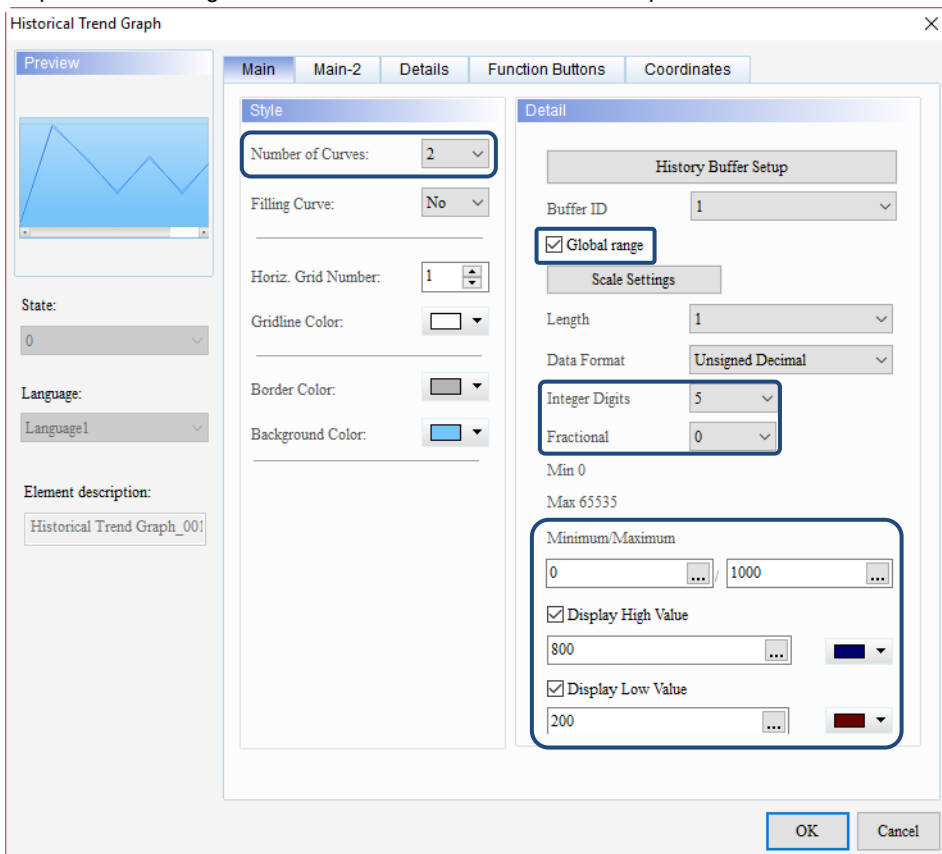 Historical Trend Graph
Preview
State:
0
Language:
Language1
Element description:
Historical Trend Graph_001
Main Main-2 Details Function Buttons Coordinates
Style
Number of Curves: 2
Filling Curve: No
Horiz. Grid Number: 1
Gridline Color:
Border Color:
Background Color:
Detail
History Buffer Setup
Buffer ID 1
Global range
Scale Settings
Length 1
Data Format Unsigned Decimal
Integer Digits 5
Fractional 0
Min 0
Max 65535
Minimum/Maximum
0 ... / 1000 ...
Display High Value
800 ...
Display Low Value
200 ...
OK Cancel